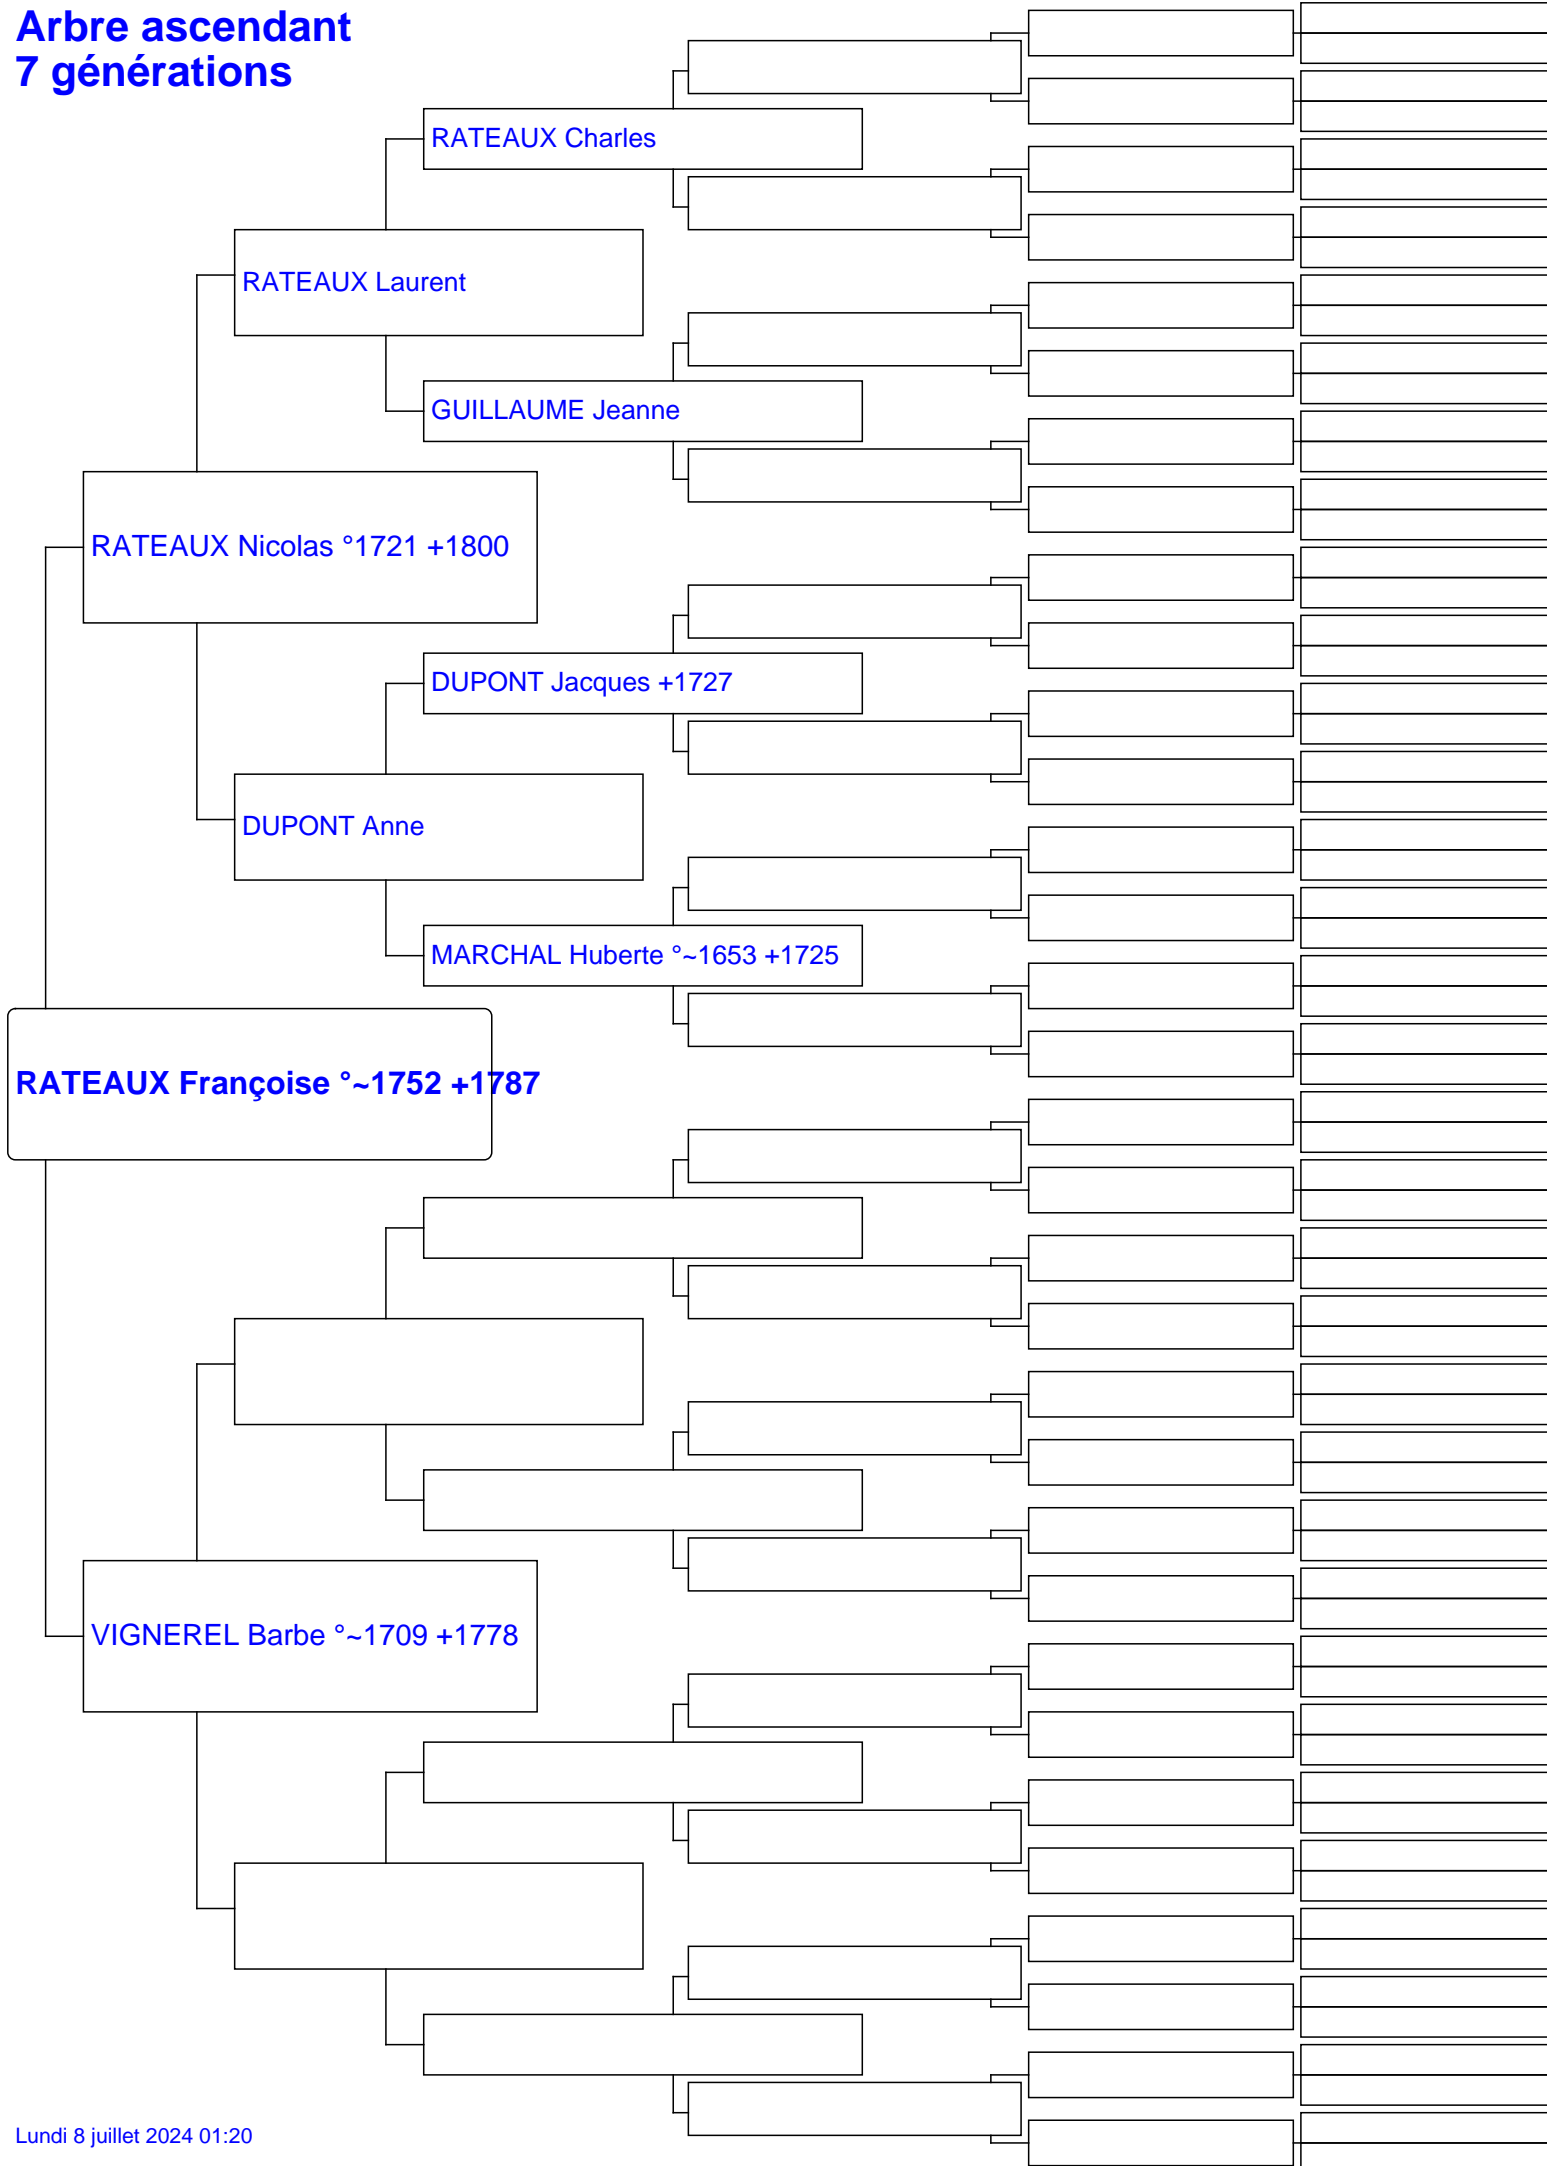 Arbre ascendant
7 générations
RATEAUX Charles
RATEAUX Laurent
GUILLAUME Jeanne
RATEAUX Nicolas °1721 +1800
DUPONT Jacques +1727
DUPONT Anne
MARCHAL Huberte °~1653 +1725
RATEAUX Françoise °~1752 +1787
VIGNEREL Barbe °~1709 +1778
Lundi 8 juillet 2024 01:20